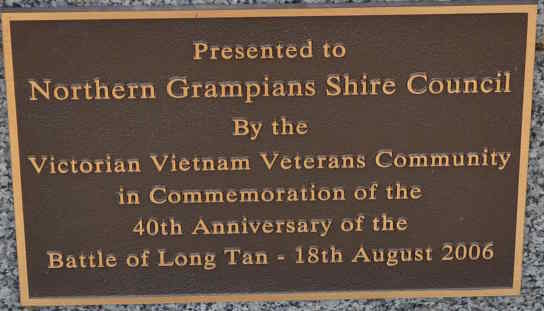 Presented to
Northern Grampians Shire Council
By the
Victorian Vietnam Veterans Community
in Commemoration of the
40th Anniversary of the
Battle of Long Tan - 18th August 2006